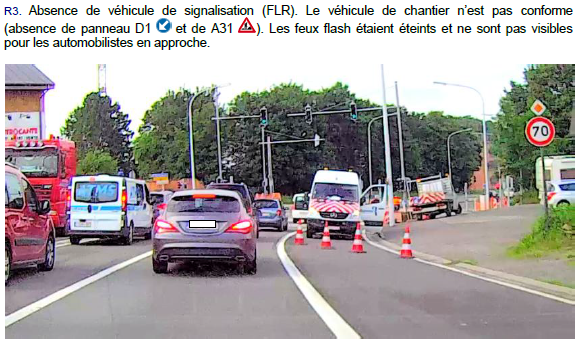 R3. Absence de véhicule de signalisation (FLR). Le véhicule de chantier n'est pas conforme
(absence de panneau D1 et de A31 ). Les feux flash étaient éteints et ne sont pas visibles
pour les automobilistes en approche.
TROCANTE
70